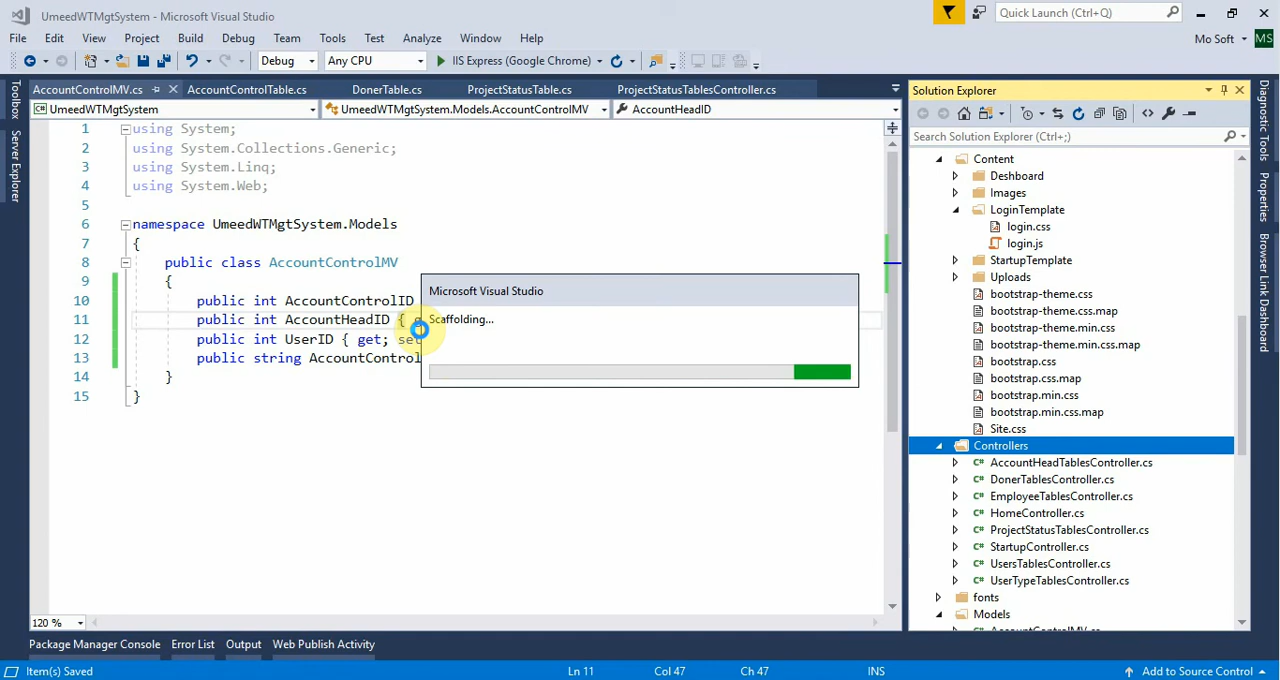 UmeedWTMgtSystem - Microsoft Visual Studio
Quick Launch (Ctrl+Q)
File Edit View Project Build Debug Team Tools Test Analyze Window Help
Mo Soft MS
Debug Any CPU IIS Express (Google Chrome)
AccountControlMV.cs AccountControlTable.cs DonerTable.cs ProjectStatusTable.cs ProjectStatusTablesController.cs
UmeedWTMgtSystem UmeedWTMgtSystem.Models.AccountControlMV AccountHeadID
Toolbox
Server Explorer
1 using System;
2 using System.Collections.Generic;
3 using System.Linq;
4 using System.Web;
5
6 namespace UmeedWTMgtSystem.Models
7 {
8 public class AccountControlMV
9 {
10 public int AccountControlID
11 public int AccountHeadID { g
12 public int UserID { get; set
13 public string AccountControl
14 }
15 }
Microsoft Visual Studio
Scaffolding...
120 %
Solution Explorer
Search Solution Explorer (Ctrl+;)
Content
Deshboard
Images
LoginTemplate
login.css
login.js
StartupTemplate
Uploads
bootstrap-theme.css
bootstrap-theme.css.map
bootstrap-theme.min.css
bootstrap-theme.min.css.map
bootstrap.css
bootstrap.css.map
bootstrap.min.css
bootstrap.min.css.map
Site.css
Controllers
C# AccountHeadTablesController.cs
C# DonerTablesController.cs
C# EmployeeTablesController.cs
C# HomeController.cs
C# ProjectStatusTablesController.cs
C# StartupController.cs
C# UsersTablesController.cs
C# UserTypeTablesController.cs
fonts
Models
AccountControlMV.cs
Diagnostic Tools
Properties
Browser Link Dashboard
Package Manager Console Error List Output Web Publish Activity
Item(s) Saved Ln 11 Col 47 Ch 47 INS Add to Source Control